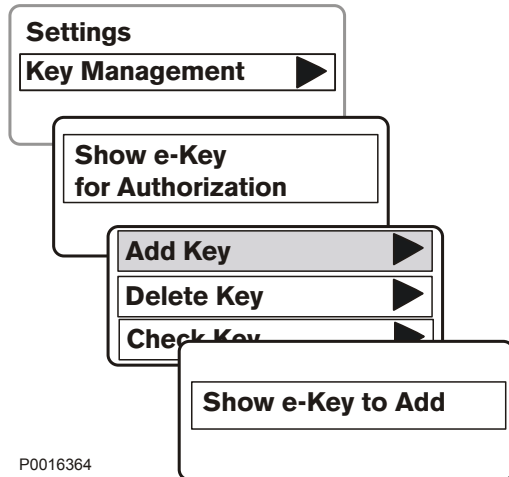 Settings
Key Management
Show e-Key
for Authorization
Add Key
Delete Key
Check Key
Show e-Key to Add
P0016364